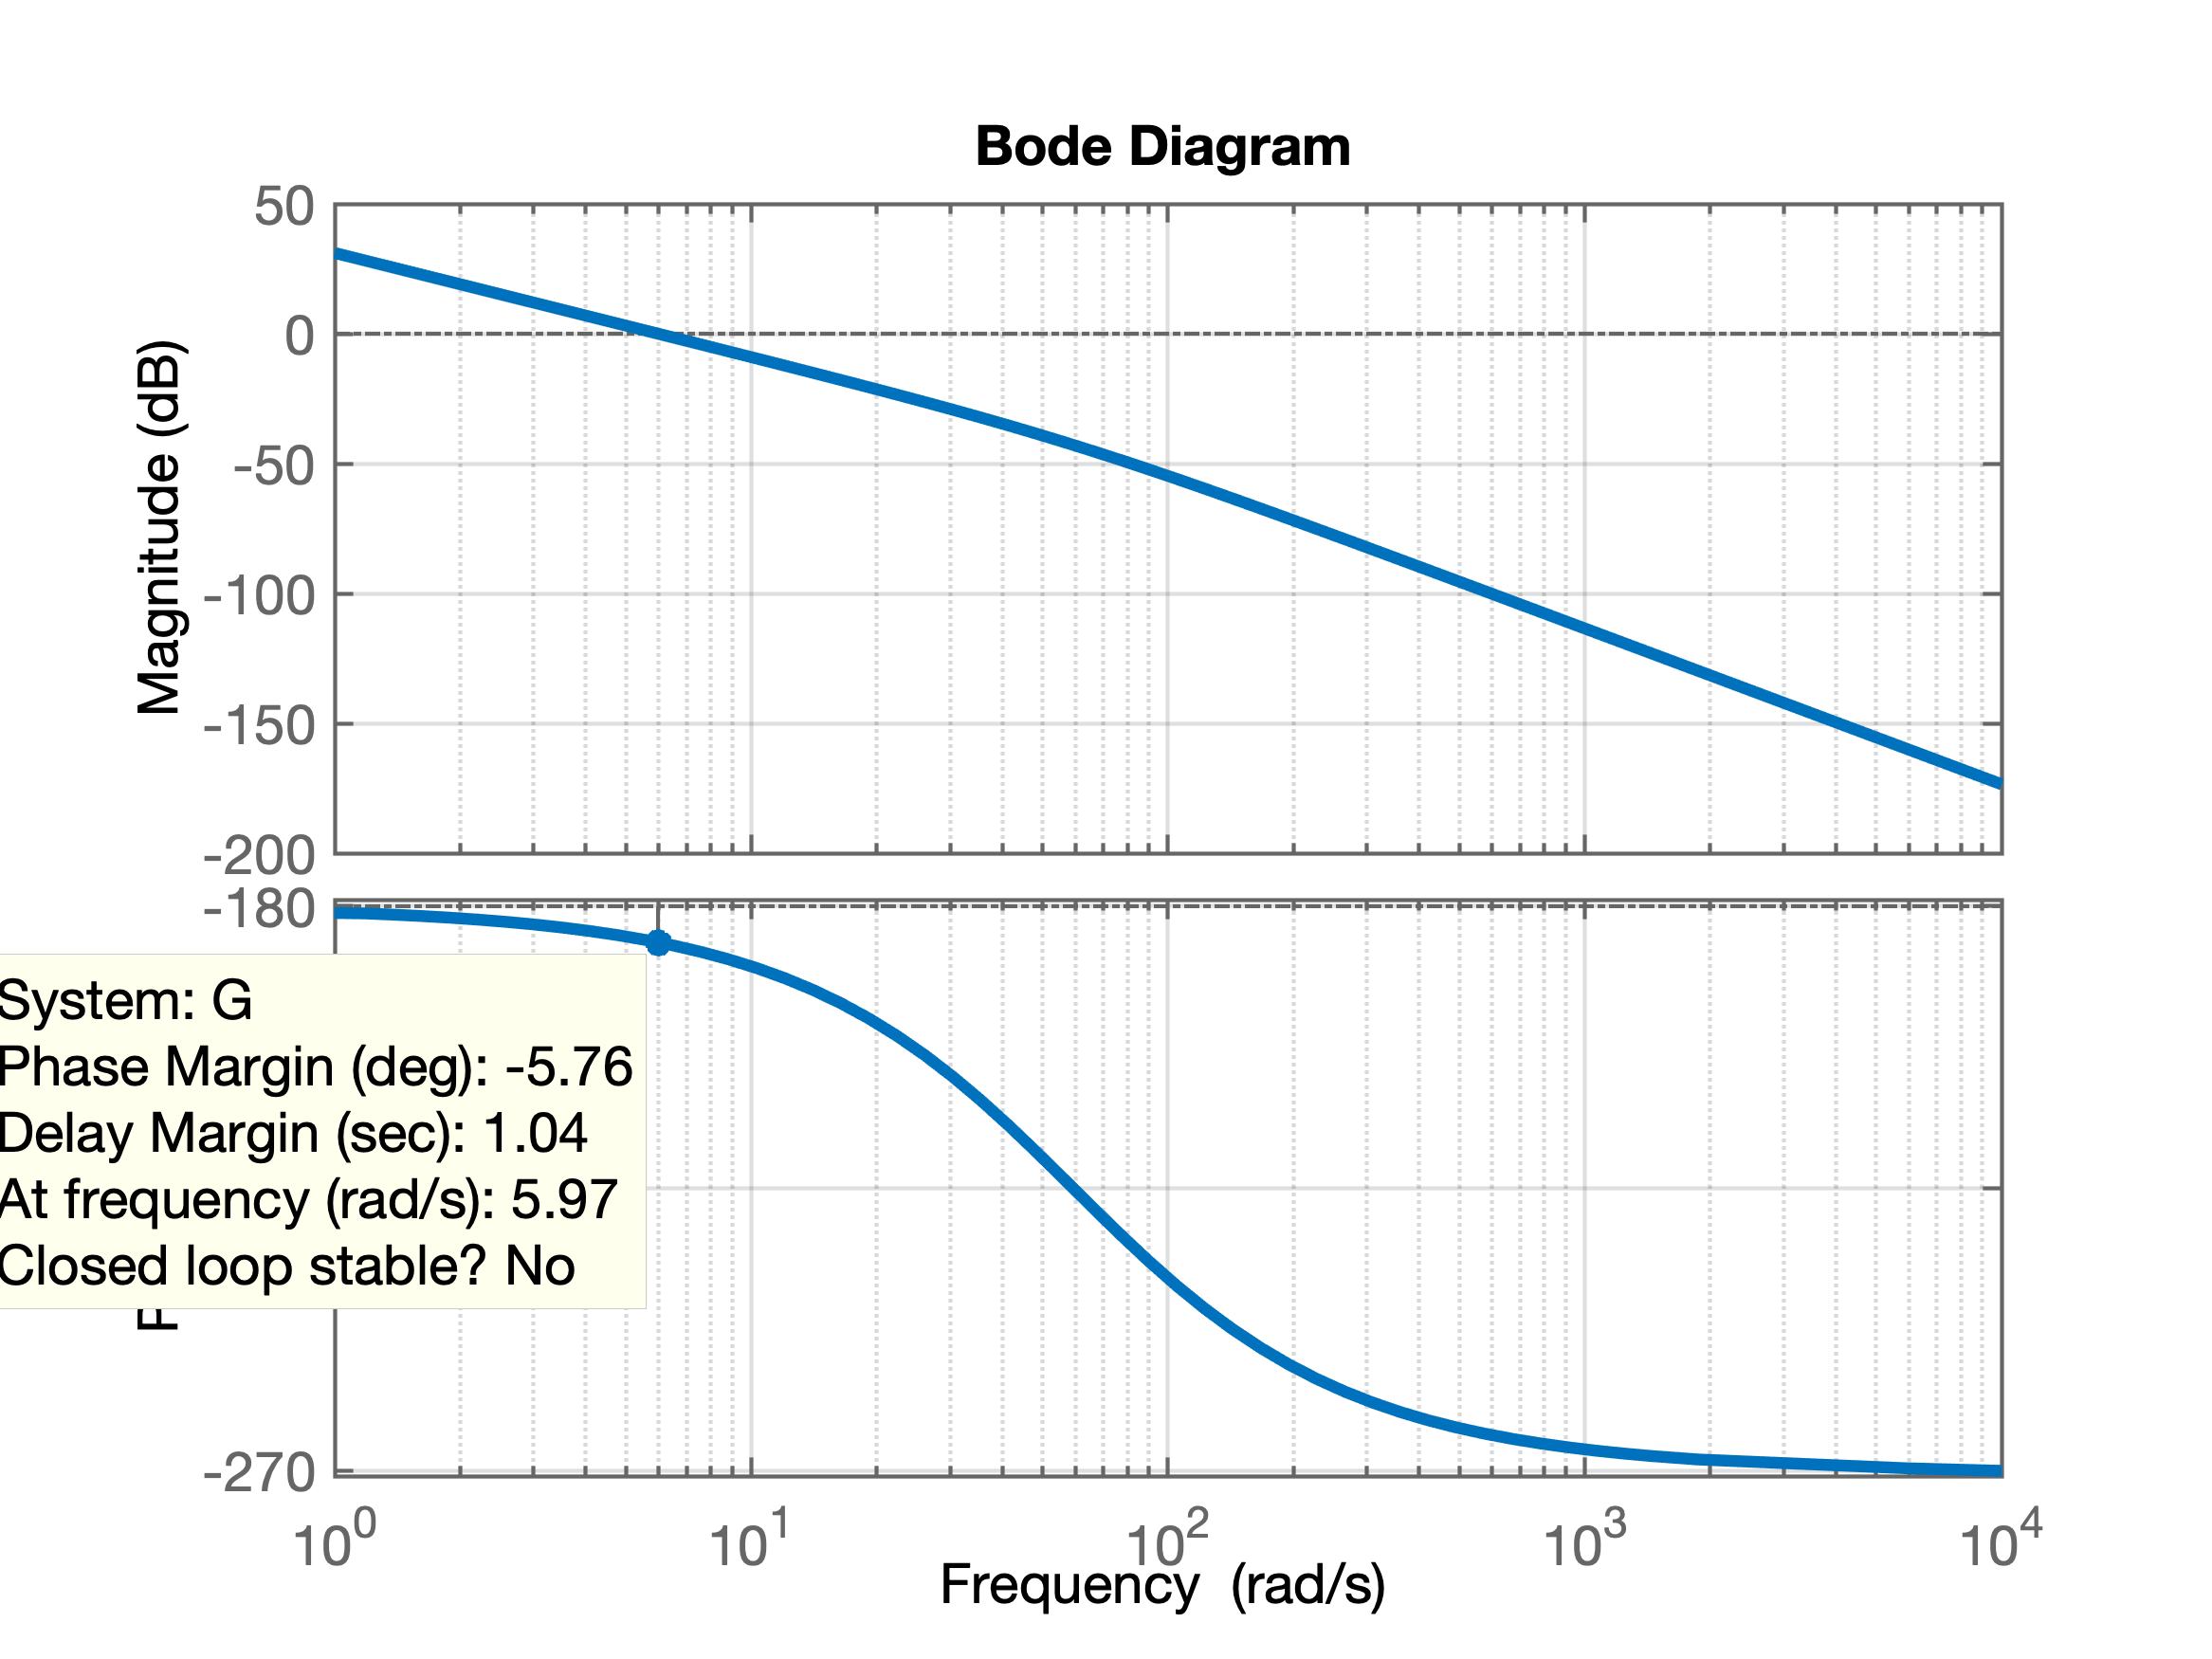 Bode Diagram
Magnitude (dB)
50
0
-50
-100
-150
-200
-180
System: G
Phase Margin (deg): -5.76
Delay Margin (sec): 1.04
At frequency (rad/s): 5.97
Closed loop stable? No
-270
10^0
10^1
10^2
10^3
10^4
Frequency (rad/s)